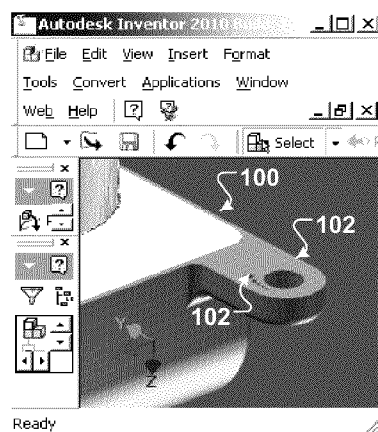 Autodesk Inventor 2010
File Edit View Insert Format
Tools Convert Applications Window
Web Help
Select
100
102
102
Y
Z
Ready